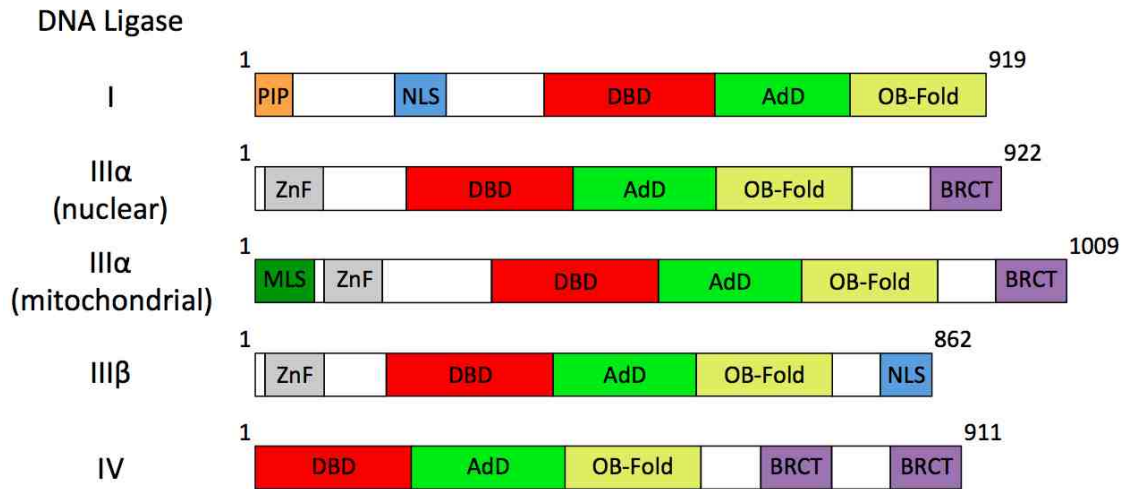 DNA Ligase
1 919
I PIP NLS DBD AdD OB-Fold
1 922
IIIα
(nuclear)
ZnF DBD AdD OB-Fold BRCT
1 1009
IIIα
(mitochondrial)
MLS ZnF DBD AdD OB-Fold BRCT
1 862
IIIβ ZnF DBD AdD OB-Fold NLS
1 911
IV DBD AdD OB-Fold BRCT BRCT